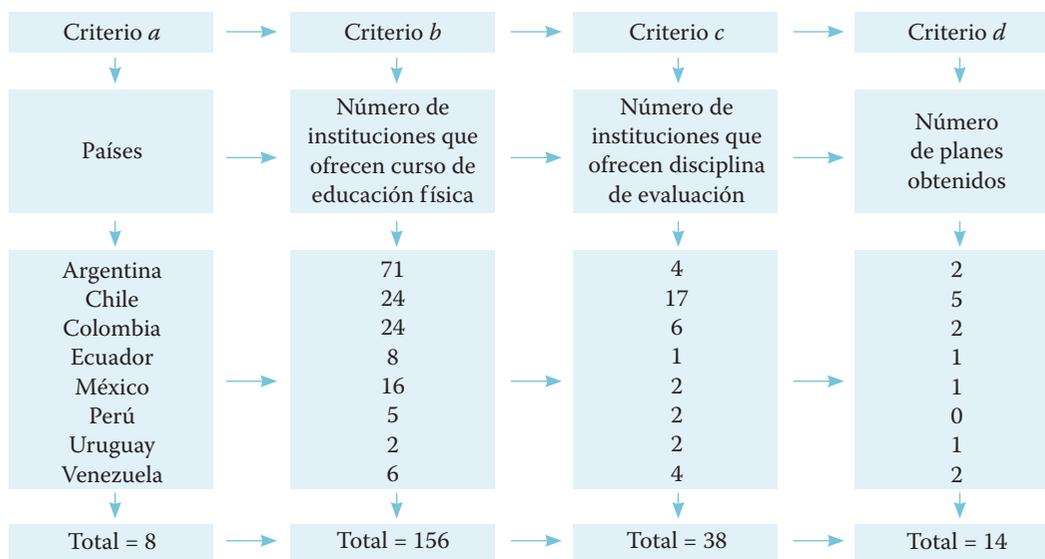 Criterio a
Criterio b
Criterio c
Criterio d
Países
Número de
instituciones que
ofrecen curso de
educación física
Número de
instituciones que
ofrecen disciplina
de evaluación
Número
de planes
obtenidos
Argentina
Chile
Colombia
Ecuador
México
Perú
Uruguay
Venezuela
71
24
24
8
16
5
2
6
4
17
6
1
2
2
2
4
2
5
2
1
1
0
1
2
Total = 8
Total = 156
Total = 38
Total = 14